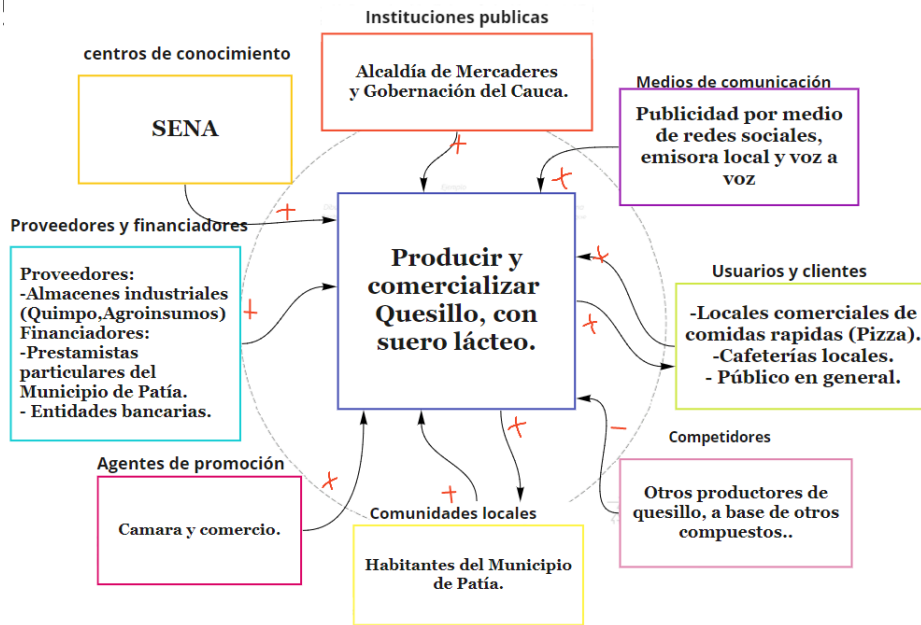 Instituciones publicas
Alcaldía de Mercaderes
y Gobernación del Cauca.
centros de conocimiento
SENA
Medios de comunicación
Publicidad por medio
de redes sociales,
emisora local y voz a
voz
Proveedores y financiadores
Proveedores:
-Almacenes industriales
(Quimpo,Agroinsumos)
Financiadores:
-Prestamistas
particulares del
Municipio de Patía.
- Entidades bancarias.
Producir y
comercializar
Quesillo, con
suero lácteo.
Usuarios y clientes
-Locales comerciales de
comidas rapidas (Pizza).
-Cafeterías locales.
- Público en general.
Agentes de promoción
Camara y comercio.
Comunidades locales
Habitantes del Municipio
de Patía.
Competidores
Otros productores de
quesillo, a base de otros
compuestos..
+
+
+
+
+
+
+
+
+
-